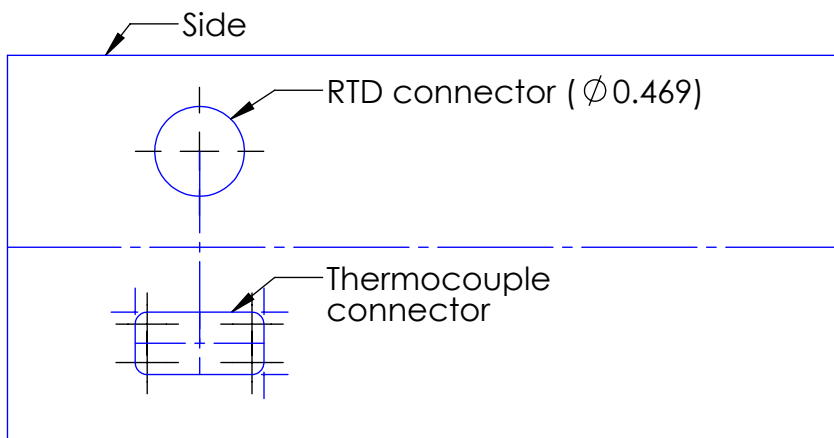 Side
RTD connector ( ∅0.469)
Thermocouple
connector